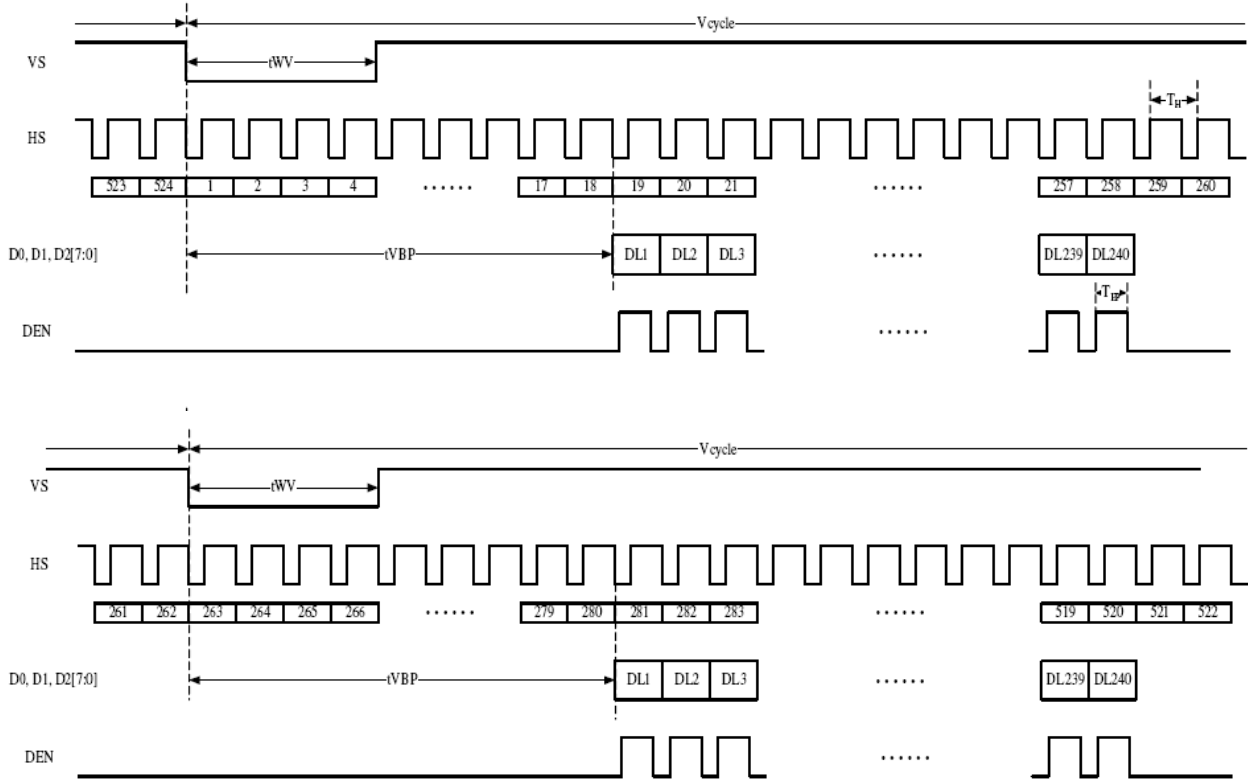 Vcycle
VS
tWV
TH
HS
523 524 1 2 3 4 ······ 17 18 19 20 21 ······ 257 258 259 260
D0, D1, D2[7:0]
tVBP
DL1 DL2 DL3 ······ DL239 DL240
TEP
DEN
······
Vcycle
VS
tWV
HS
261 262 263 264 265 266 ······ 279 280 281 282 283 ······ 519 520 521 522
D0, D1, D2[7:0]
tVBP
DL1 DL2 DL3 ······ DL239 DL240
DEN
······